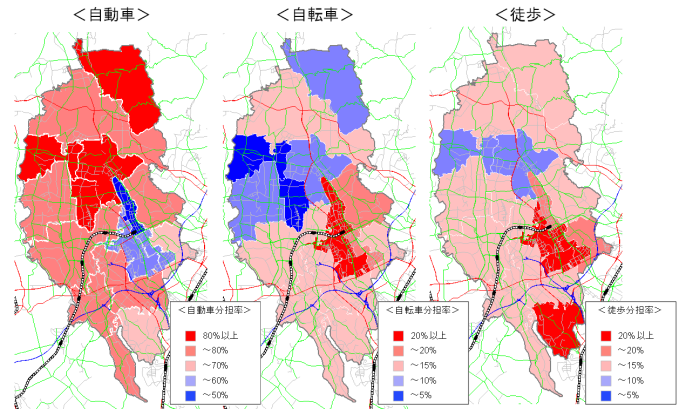 ＜自動車＞
＜自転車＞
＜徒歩＞
＜自動車分担率＞
80%以上
～80%
～70%
～60%
～50%
＜自転車分担率＞
20%以上
～20%
～15%
～10%
～5%
＜徒歩分担率＞
20%以上
～20%
～15%
～10%
～5%